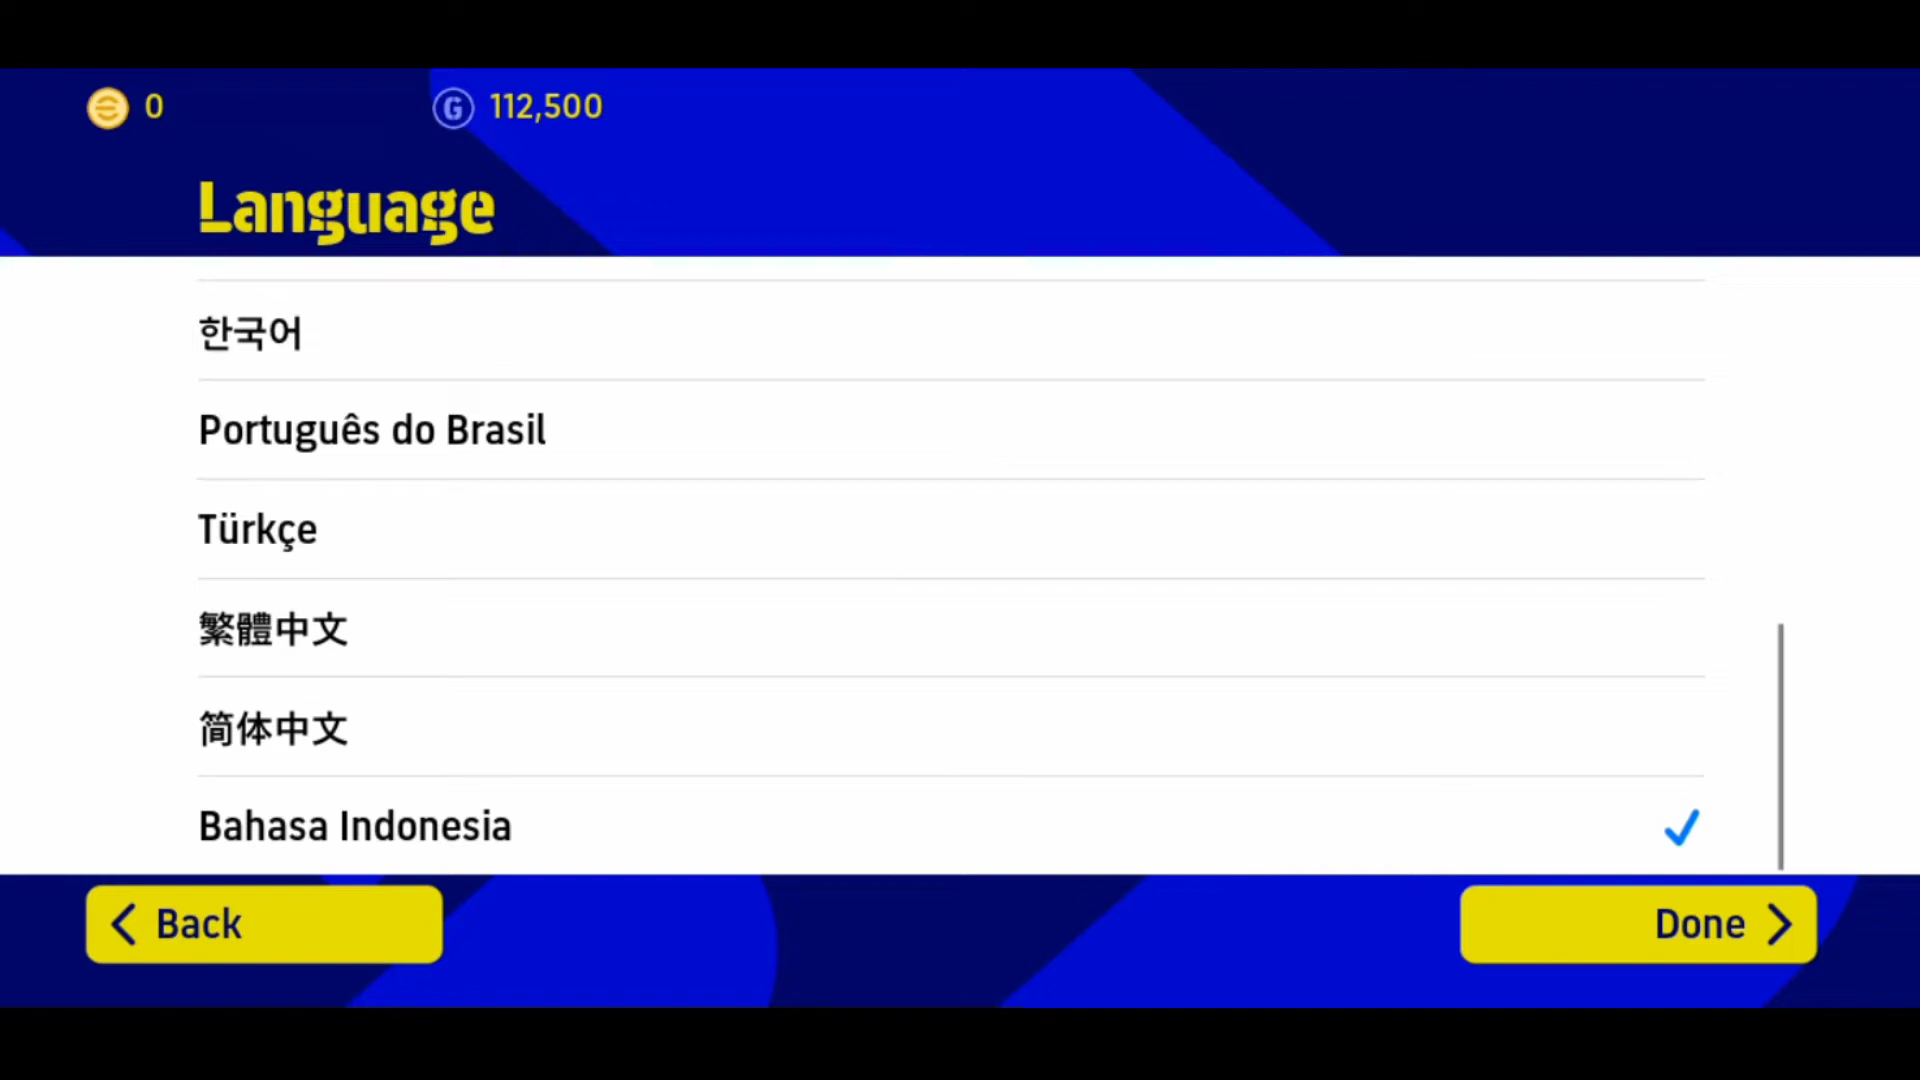 0
G 112,500
Language
한국어
Português do Brasil
Türkçe
繁體中文
简体中文
Bahasa Indonesia
Back
Done